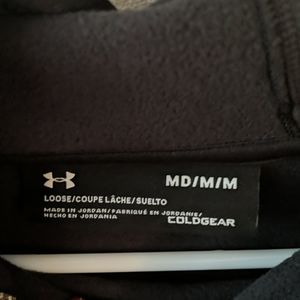 MD/M/M
LOOSE/COUPE LÂCHE/SUELTO
MADE IN JORDAN/FABRIQUÉ EN JORDANIE/
HECHO EN JORDANIA
COLDGEAR